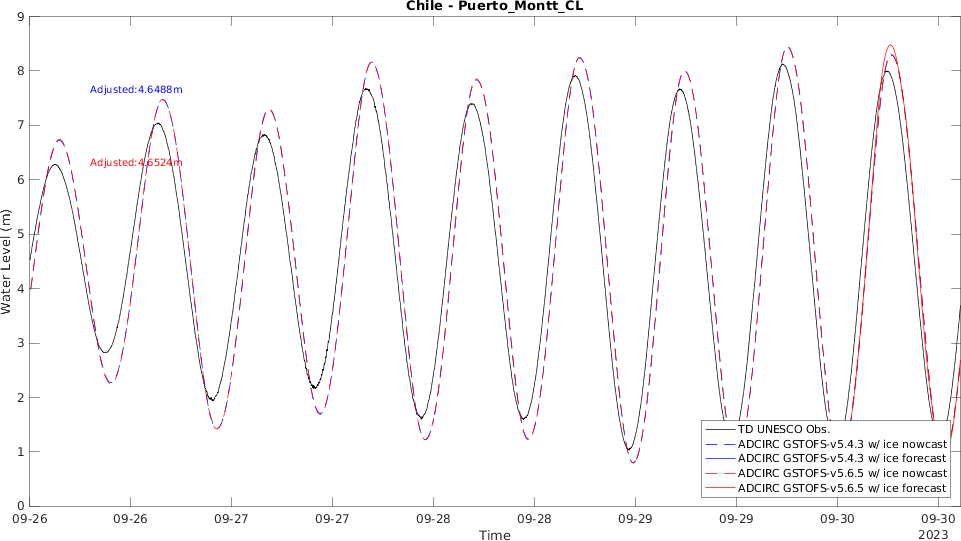 Chile - Puerto_Montt_CL
9
8
7
6
5
4
3
2
1
0
Water Level (m)
Adjusted:4.6488m
Adjusted:4.6524m
TD UNESCO Obs.
ADCIRC GSTOFS-v5.4.3 w/ ice nowcast
ADCIRC GSTOFS-v5.4.3 w/ ice forecast
ADCIRC GSTOFS-v5.6.5 w/ ice nowcast
ADCIRC GSTOFS-v5.6.5 w/ ice forecast
09-26 09-26 09-27 09-27 09-28 09-28 09-29 09-29 09-30 09-30
Time
2023